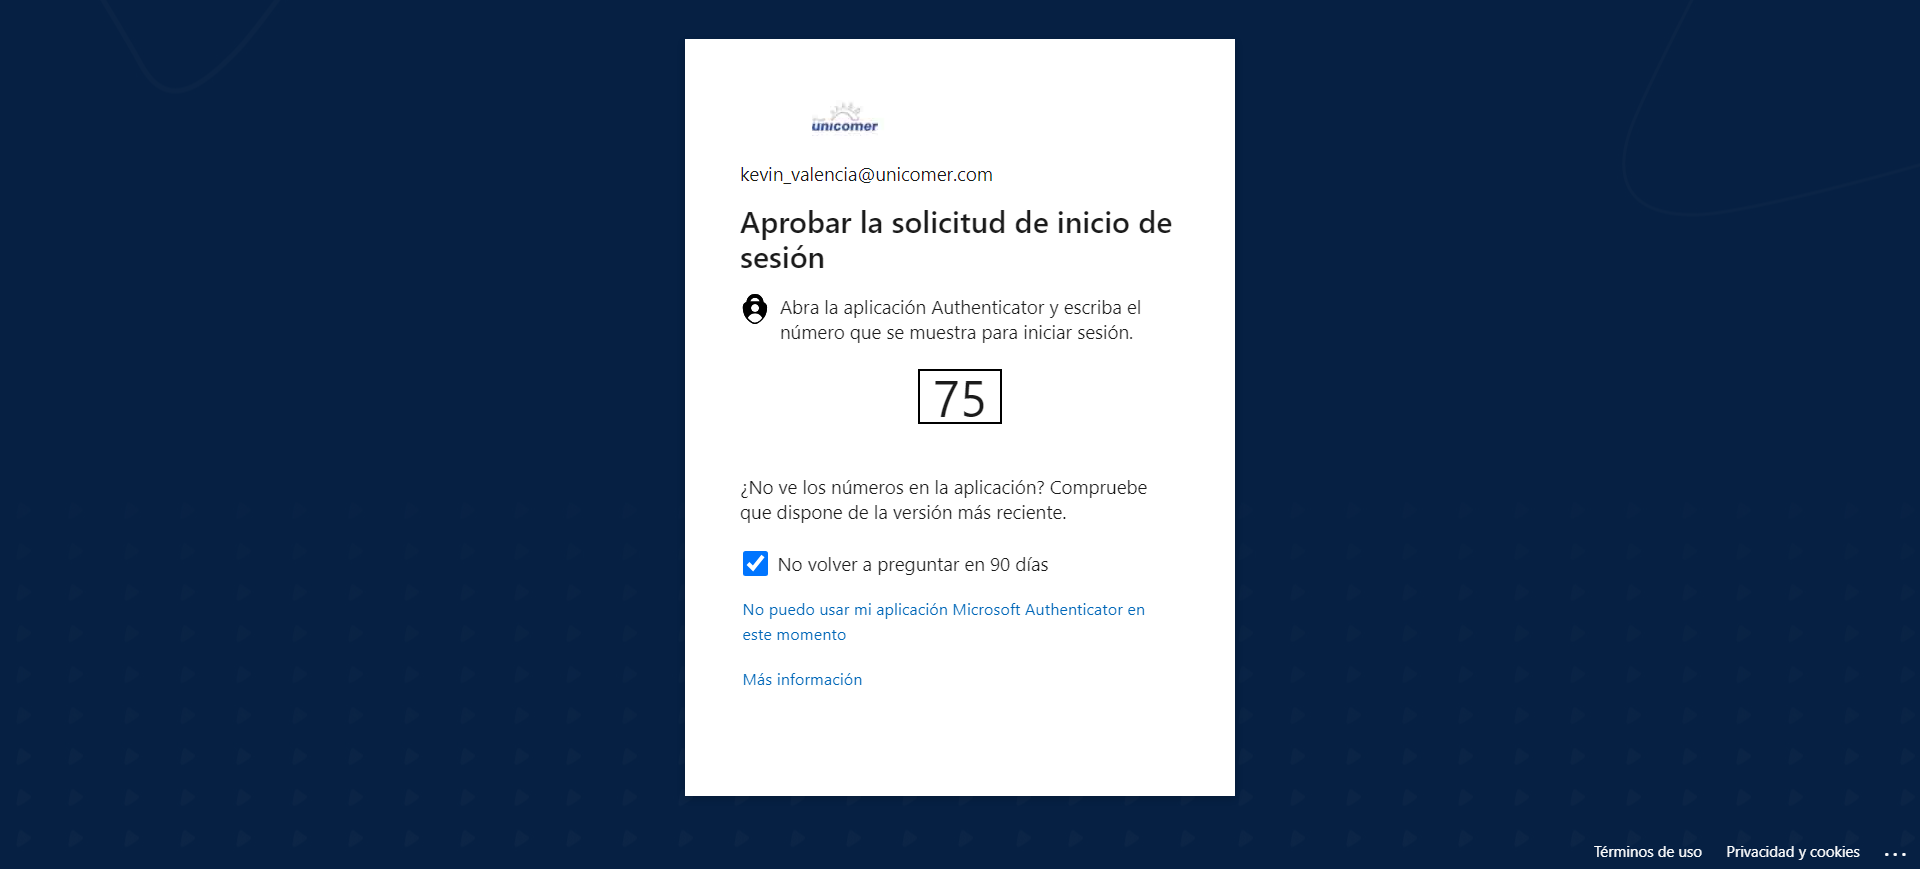 unicomer
kevin_valencia@unicomer.com
Aprobar la solicitud de inicio de
sesión
Abra la aplicación Authenticator y escriba el
número que se muestra para iniciar sesión.
75
¿No ve los números en la aplicación? Compruebe
que dispone de la versión más reciente.
No volver a preguntar en 90 días
No puedo usar mi aplicación Microsoft Authenticator en
este momento
Más información
Términos de uso Privacidad y cookies ...